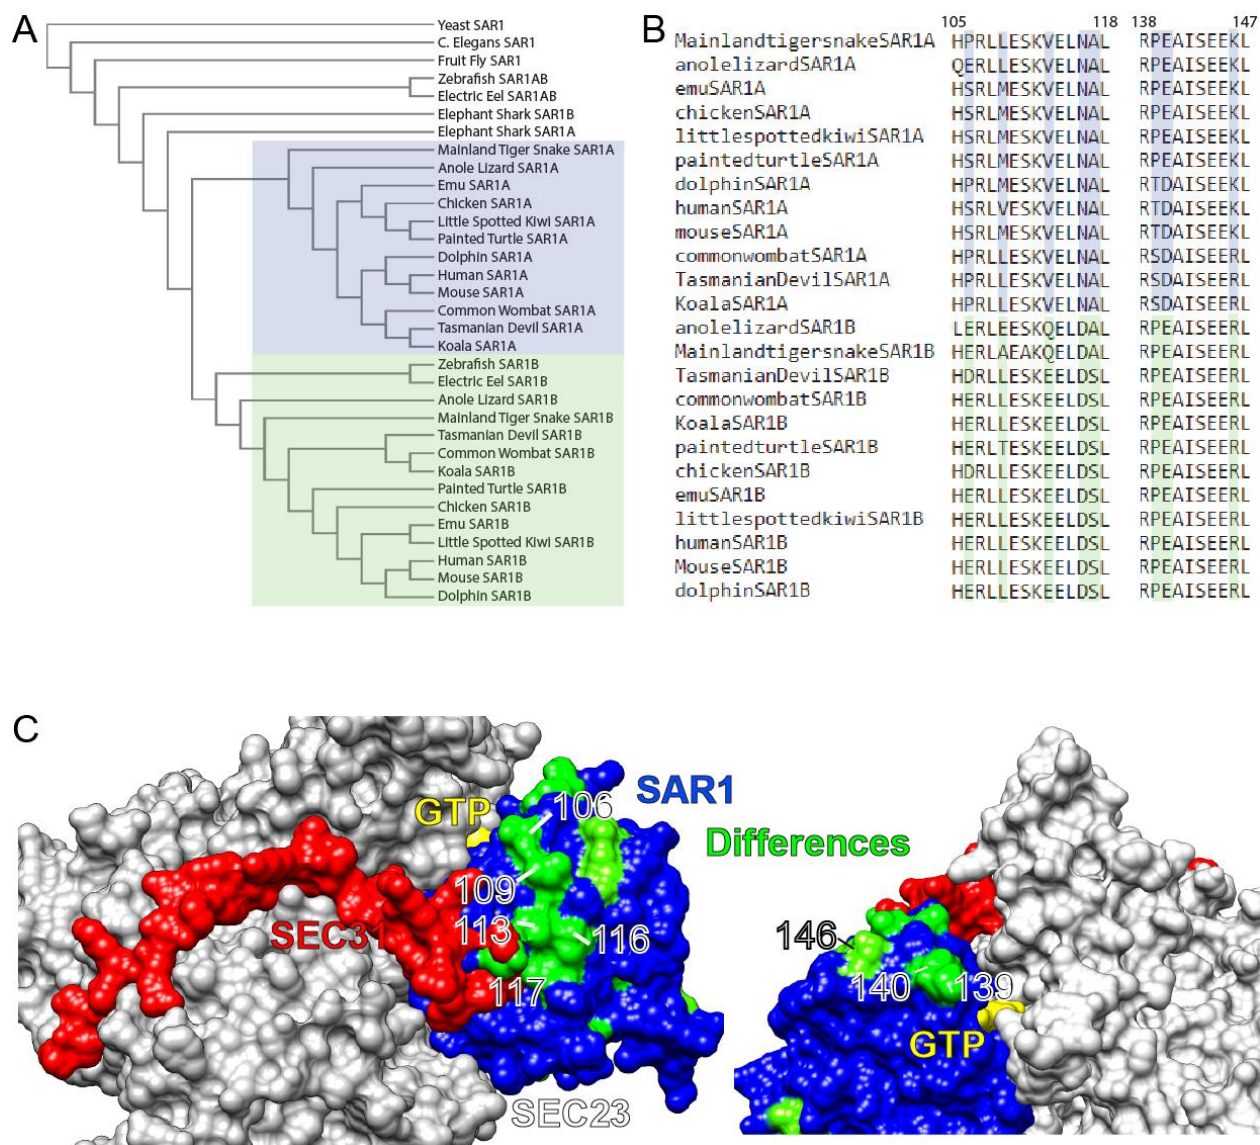 A
Yeast SAR1
C. Elegans SAR1
Fruit Fly SAR1
Zebrafish SAR1AB
Electric Eel SAR1AB
Elephant Shark SAR1B
Elephant Shark SAR1A
Mainland Tiger Snake SAR1A
Anole Lizard SAR1A
Emu SAR1A
Chicken SAR1A
Little Spotted Kiwi SAR1A
Painted Turtle SAR1A
Dolphin SAR1A
Human SAR1A
Mouse SAR1A
Common Wombat SAR1A
Tasmanian Devil SAR1A
Koala SAR1A
Zebrafish SAR1B
Electric Eel SAR1B
Anole Lizard SAR1B
Mainland Tiger Snake SAR1B
Tasmanian Devil SAR1B
Common Wombat SAR1B
Koala SAR1B
Painted Turtle SAR1B
Chicken SAR1B
Emu SAR1B
Little Spotted Kiwi SAR1B
Human SAR1B
Mouse SAR1B
Dolphin SAR1B
B
105 118 138 147
MainlandtigersnakeSAR1A HPRLLESKVELNAL RPEAISEEKL
anolelizardSAR1A QERLLESKVELNAL RPEAISEEKL
emuSAR1A HSRLMESKVELNAL RPEAISEEKL
chickenSAR1A HSRLMESKVELNAL RPEAISEEKL
littlespottedkiwiSAR1A HSRLMESKVELNAL RPEAISEEKL
paintedturtleSAR1A HSRLMESKVELNAL RPEAISEEKL
dolphinSAR1A HPRLMESKVELNAL RTDAISEEKL
humanSAR1A HSRLVESKVELNAL RTDAISEEKL
mouseSAR1A HSRLMESKVELNAL RTDAISEEKL
commonwombatSAR1A HPRLLESKVELNAL RSDAISEEKL
TasmanianDevilSAR1A HPRLLESKVELNAL RSDAISEEKL
KoalaSAR1A HPRLLESKVELNAL RSDAISEEKL
anolelizardSAR1B LERLEESKQELDAL RPEAISEERL
MainlandtigersnakeSAR1B HERLAEAKQELDAL RPEAISEERL
TasmanianDevilSAR1B HDRLLESKEELDSL RPEAISEERL
commonwombatSAR1B HERLLESKEELDSL RPEAISEERL
KoalaSAR1B HERLLESKEELDSL RPEAISEERL
paintedturtleSAR1B HERLTESKEELDSL RPEAISEERL
chickenSAR1B HDRLLESKEELDSL RPEAISEERL
emuSAR1B HERLLESKEELDSL RPEAISEERL
littlespottedkiwiSAR1B HERLLESKEELDSL RPEAISEERL
humanSAR1B HERLLESKEELDSL RPEAISEERL
MouseSAR1B HERLLESKEELDSL RPEAISEERL
dolphinSAR1B HERLLESKEELDSL RPEAISEERL
C
GTP
106
SAR1
Differences
109
SEC31
113
116
117
SEC23
146
140
139
GTP